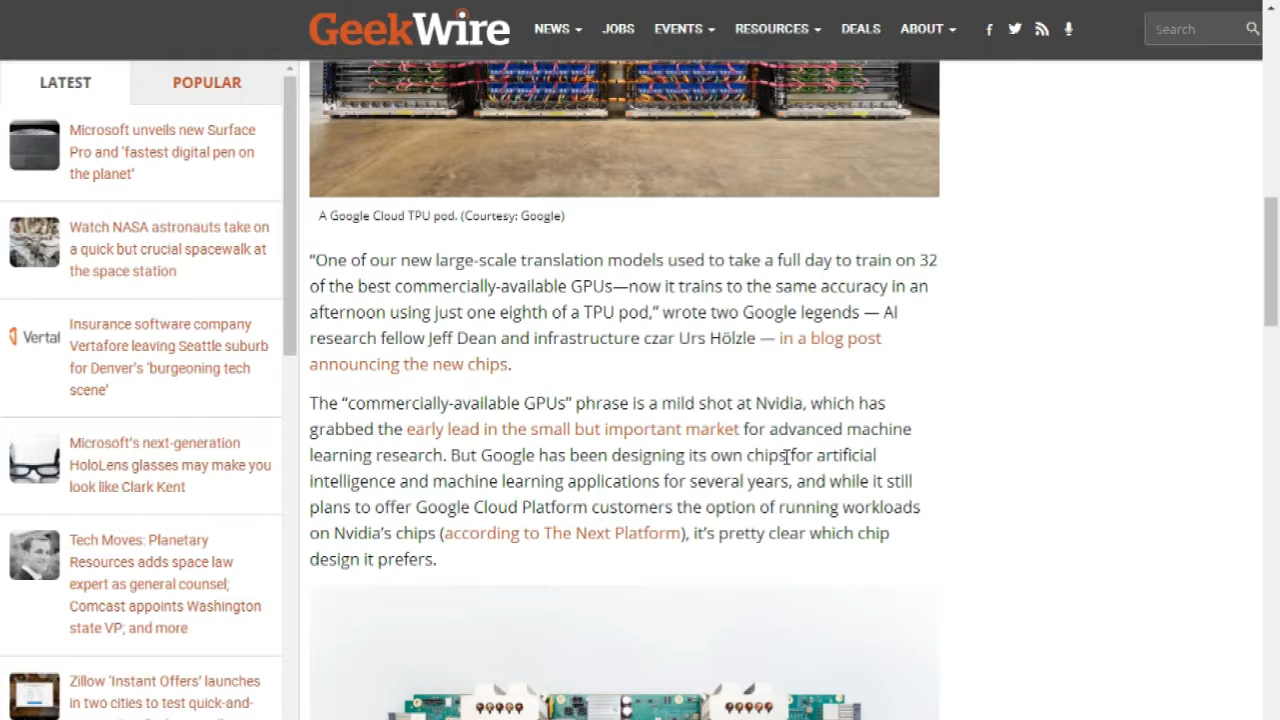 GeekWire
NEWS
JOBS
EVENTS
RESOURCES
DEALS
ABOUT
Search
LATEST
POPULAR
Microsoft unveils new Surface
Pro and ‘fastest digital pen on
the planet’
Watch NASA astronauts take on
a quick but crucial spacewalk at
the space station
Vertaf
Insurance software company
Vertafore leaving Seattle suburb
for Denver’s ‘burgeoning tech
scene’
Microsoft’s next-generation
HoloLens glasses may make you
look like Clark Kent
Tech Moves: Planetary
Resources adds space law
expert as general counsel;
Comcast appoints Washington
state VP; and more
Zillow ‘Instant Offers’ launches
in two cities to test quick-and-
A Google Cloud TPU pod. (Courtesy: Google)
“One of our new large-scale translation models used to take a full day to train on 32
of the best commercially-available GPUs—now it trains to the same accuracy in an
afternoon using just one eighth of a TPU pod,” wrote two Google legends — AI
research fellow Jeff Dean and infrastructure czar Urs Hölzle — in a blog post
announcing the new chips.
The “commercially-available GPUs” phrase is a mild shot at Nvidia, which has
grabbed the early lead in the small but important market for advanced machine
learning research. But Google has been designing its own chips for artificial
intelligence and machine learning applications for several years, and while it still
plans to offer Google Cloud Platform customers the option of running workloads
on Nvidia’s chips (according to The Next Platform), it’s pretty clear which chip
design it prefers.